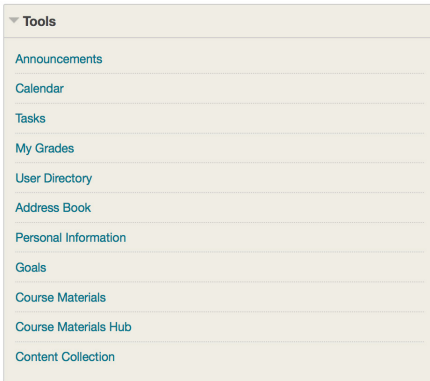 Tools
Announcements
Calendar
Tasks
My Grades
User Directory
Address Book
Personal Information
Goals
Course Materials
Course Materials Hub
Content Collection